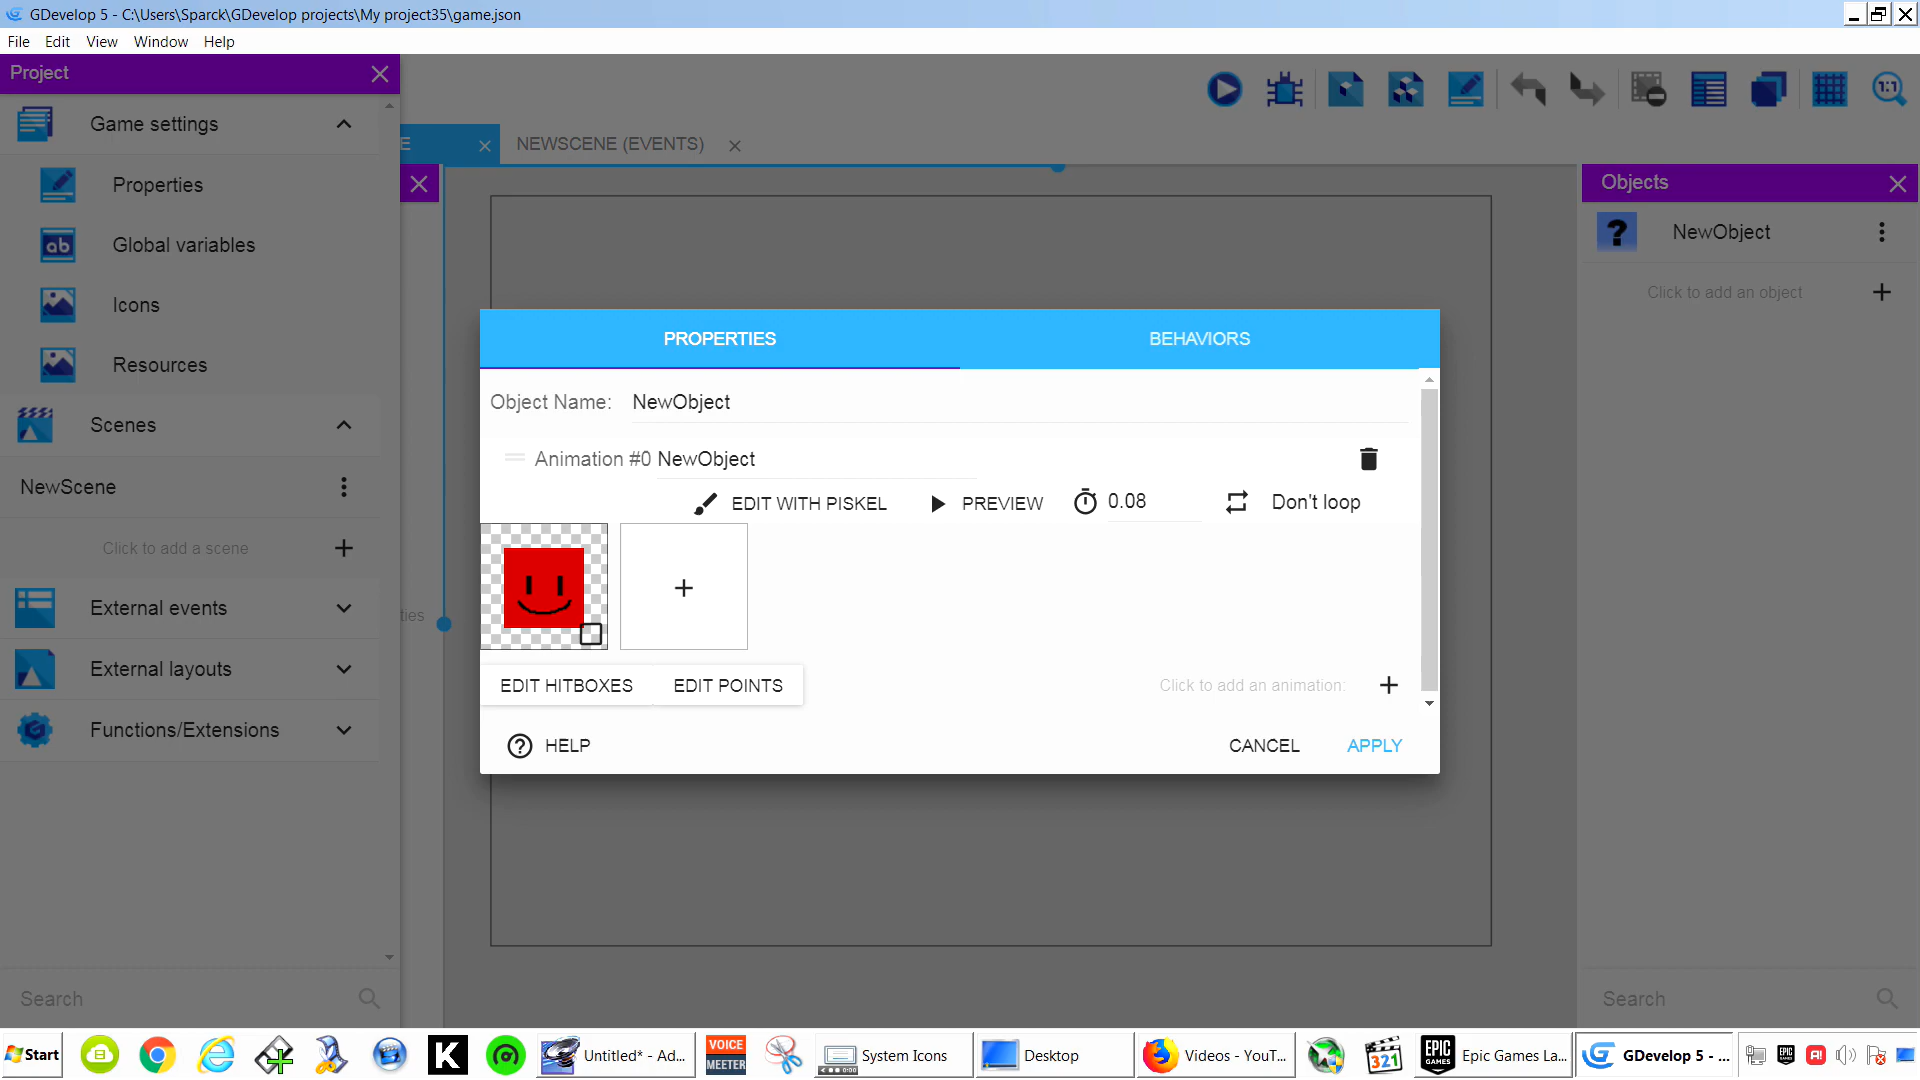 GDevelop 5 - C:\Users\Sparck\GDevelop projects\My project35\game.json
File Edit View Window Help
Project
Game settings
Properties
Global variables
Icons
Resources
Scenes
NewScene
Click to add a scene
External events
External layouts
Functions/Extensions
Search
E
NEWSCENE (EVENTS)
ties
1:1
ab
Objects
? NewObject
Click to add an object
Search
PROPERTIES
BEHAVIORS
Object Name: NewObject
Animation #0 NewObject
EDIT WITH PISKEL PREVIEW 0.08 Don't loop
EDIT HITBOXES EDIT POINTS
Click to add an animation:
HELP
CANCEL APPLY
Start
K
Untitled* - Ad...
VOICE
MEETER
System Icons
Desktop
Videos - YouT...
321
EPIC
GAMES
Epic Games La...
GDevelop 5 - ...